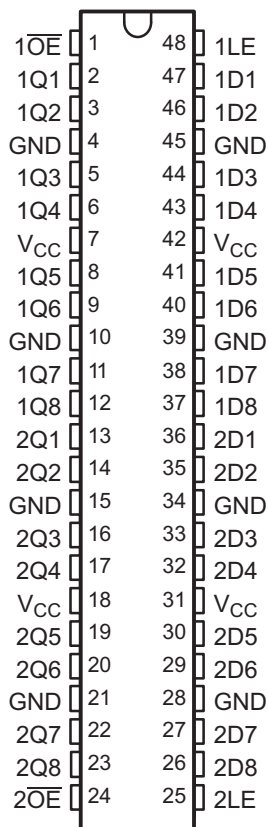 1O̅E̅ 1 48 1LE
1Q1 2 47 1D1
1Q2 3 46 1D2
GND 4 45 GND
1Q3 5 44 1D3
1Q4 6 43 1D4
VCC 7 42 VCC
1Q5 8 41 1D5
1Q6 9 40 1D6
GND 10 39 GND
1Q7 11 38 1D7
1Q8 12 37 1D8
2Q1 13 36 2D1
2Q2 14 35 2D2
GND 15 34 GND
2Q3 16 33 2D3
2Q4 17 32 2D4
VCC 18 31 VCC
2Q5 19 30 2D5
2Q6 20 29 2D6
GND 21 28 GND
2Q7 22 27 2D7
2Q8 23 26 2D8
2O̅E̅ 24 25 2LE